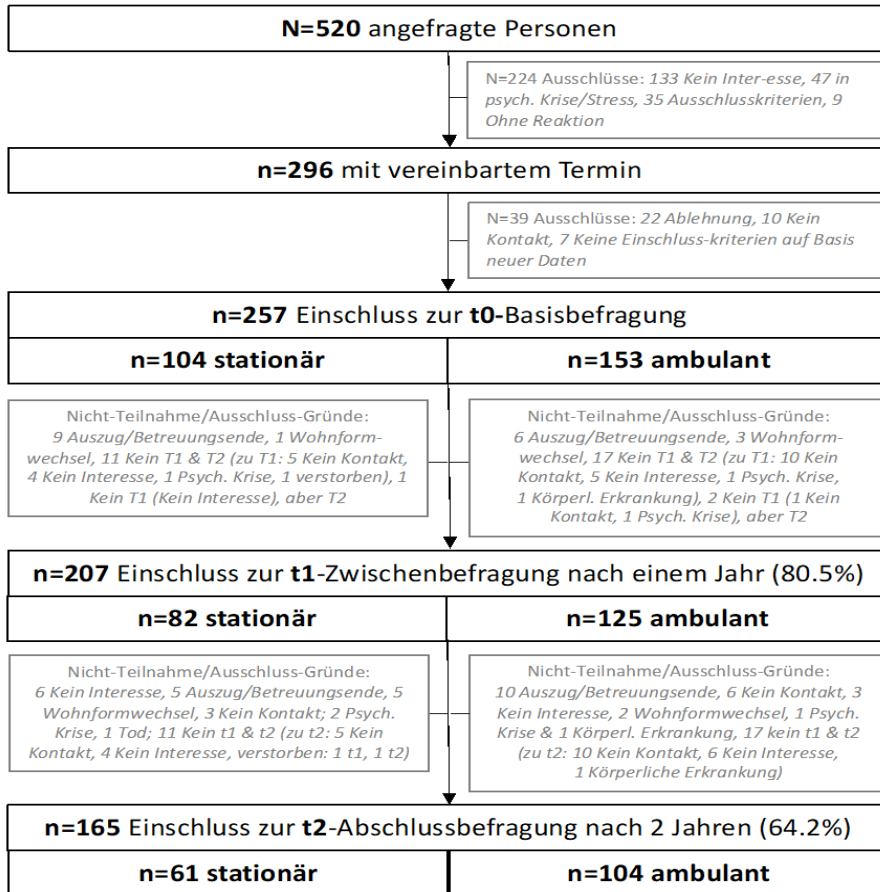 N=520 angefragte Personen
N=224 Ausschlüsse: 133 Kein Inter-esse, 47 in
psych. Krise/Stress, 35 Ausschlusskriterien, 9
Ohne Reaktion
n=296 mit vereinbartem Termin
N=39 Ausschlüsse: 22 Ablehnung, 10 Kein
Kontakt, 7 Keine Einschluss-kriterien auf Basis
neuer Daten
n=257 Einschluss zur t0-Basisbefragung
n=104 stationär
n=153 ambulant
Nicht-Teilnahme/Ausschluss-Gründe:
9 Auszug/Betreuungsende, 1 Wohnform-
wechsel, 11 Kein T1 & T2 (zu T1: 5 Kein Kontakt,
4 Kein Interesse, 1 Psych. Krise, 1 verstorben), 1
Kein T1 (Kein Interesse), aber T2
Nicht-Teilnahme/Ausschluss-Gründe:
6 Auszug/Betreuungsende, 3 Wohnform-
wechsel, 17 Kein T1 & T2 (zu T1: 10 Kein
Kontakt, 5 Kein Interesse, 1 Psych. Krise,
1 Körperl. Erkrankung), 2 Kein T1 (1 Kein
Kontakt, 1 Psych. Krise), aber T2
n=207 Einschluss zur t1-Zwischenbefragung nach einem Jahr (80.5%)
n=82 stationär
n=125 ambulant
Nicht-Teilnahme/Ausschluss-Gründe:
6 Kein Interesse, 5 Auszug/Betreuungsende, 5
Wohnformwechsel, 3 Kein Kontakt; 2 Psych.
Krise, 1 Tod; 11 Kein t1 & t2 (zu t2: 5 Kein
Kontakt, 4 Kein Interesse, verstorben: 1 t1, 1 t2)
Nicht-Teilnahme/Ausschluss-Gründe:
10 Auszug/Betreuungsende, 6 Kein Kontakt, 3
Kein Interesse, 2 Wohnformwechsel, 1 Psych.
Krise & 1 Körperl. Erkrankung, 17 kein t1 & t2
(zu t2: 10 Kein Kontakt, 6 Kein Interesse,
1 Körperliche Erkrankung)
n=165 Einschluss zur t2-Abschlussbefragung nach 2 Jahren (64.2%)
n=61 stationär
n=104 ambulant